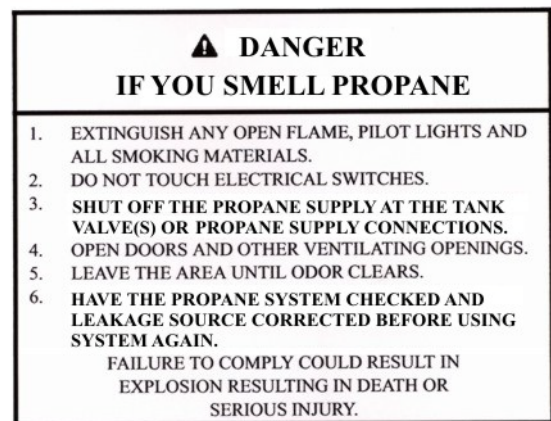 ⚠ DANGER
IF YOU SMELL PROPANE
1. EXTINGUISH ANY OPEN FLAME, PILOT LIGHTS AND
ALL SMOKING MATERIALS.
2. DO NOT TOUCH ELECTRICAL SWITCHES.
3. SHUT OFF THE PROPANE SUPPLY AT THE TANK
VALVE(S) OR PROPANE SUPPLY CONNECTIONS.
4. OPEN DOORS AND OTHER VENTILATING OPENINGS.
5. LEAVE THE AREA UNTIL ODOR CLEARS.
6. HAVE THE PROPANE SYSTEM CHECKED AND
LEAKAGE SOURCE CORRECTED BEFORE USING
SYSTEM AGAIN.
FAILURE TO COMPLY COULD RESULT IN
EXPLOSION RESULTING IN DEATH OR
SERIOUS INJURY.